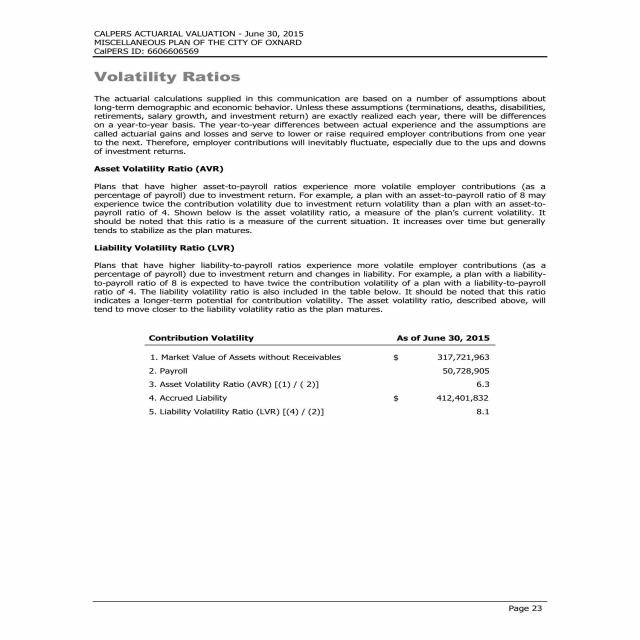 CALPERS ACTUARIAL VALUATION - June 30, 2015
MISCELLANEOUS PLAN OF THE CITY OF OXNARD
CalPERS ID: 6606606569
Volatility Ratios
The actuarial calculations supplied in this communication are based on a number of assumptions about
long-term demographic and economic behavior. Unless these assumptions (terminations, deaths, disabilities,
retirements, salary growth, and investment return) are exactly realized each year, there will be differences
on a year-to-year basis. The year-to-year differences between actual experience and the assumptions are
called actuarial gains and losses and serve to lower or raise required employer contributions from one year
to the next. Therefore, employer contributions will inevitably fluctuate, especially due to the ups and downs
of investment returns.
Asset Volatility Ratio (AVR)
Plans that have higher asset-to-payroll ratios experience more volatile employer contributions (as a
percentage of payroll) due to investment return. For example, a plan with an asset-to-payroll ratio of 8 may
experience twice the contribution volatility due to investment return volatility than a plan with an asset-to-
payroll ratio of 4. Shown below is the asset volatility ratio, a measure of the plan's current volatility. It
should be noted that this ratio is a measure of the current situation. It increases over time but generally
tends to stabilize as the plan matures.
Liability Volatility Ratio (LVR)
Plans that have higher liability-to-payroll ratios experience more volatile employer contributions (as a
percentage of payroll) due to investment return and changes in liability. For example, a plan with a liability-
to-payroll ratio of 8 is expected to have twice the contribution volatility of a plan with a liability-to-payroll
ratio of 4. The liability volatility ratio is also included in the table below. It should be noted that this ratio
indicates a longer-term potential for contribution volatility. The asset volatility ratio, described above, will
tend to move closer to the liability volatility ratio as the plan matures.
Contribution Volatility As of June 30, 2015
1. Market Value of Assets without Receivables $ 317,721,963
2. Payroll 50,728,905
3. Asset Volatility Ratio (AVR) [(1) / ( 2)] 6.3
4. Accrued Liability $ 412,401,832
5. Liability Volatility Ratio (LVR) [(4) / (2)] 8.1
Page 23